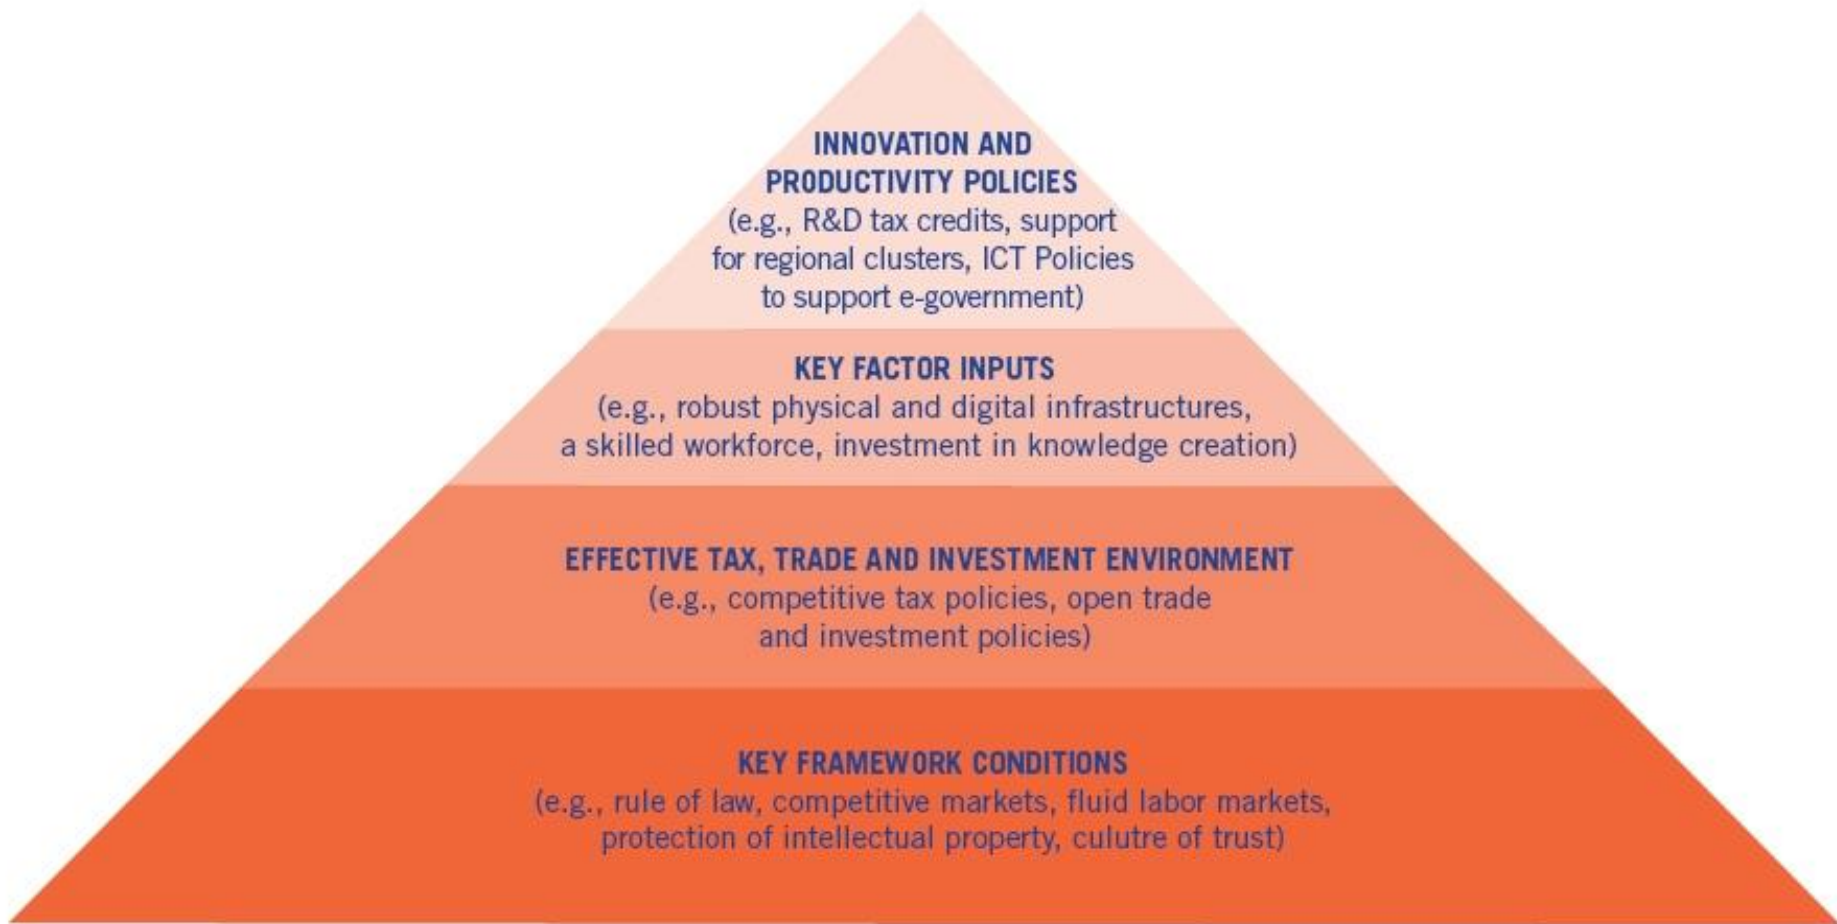 INNOVATION AND
PRODUCTIVITY POLICIES
(e.g., R&D tax credits, support
for regional clusters, ICT Policies
to support e-government)
KEY FACTOR INPUTS
(e.g., robust physical and digital infrastructures,
a skilled workforce, investment in knowledge creation)
EFFECTIVE TAX, TRADE AND INVESTMENT ENVIRONMENT
(e.g., competitive tax policies, open trade
and investment policies)
KEY FRAMEWORK CONDITIONS
(e.g., rule of law, competitive markets, fluid labor markets,
protection of intellectual property, culutre of trust)